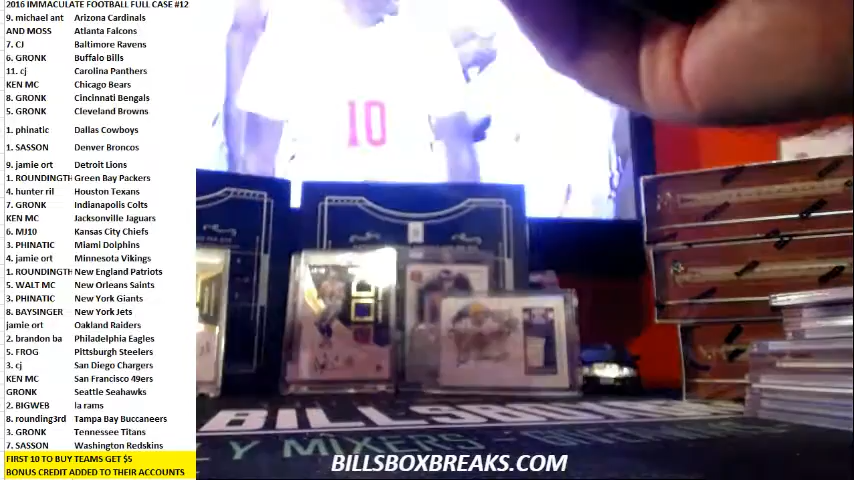 2016 IMMACULATE FOOTBALL FULL CASE #12
9. michael ant Arizona Cardinals
AND MOSS Atlanta Falcons
7. CJ Baltimore Ravens
6. GRONK Buffalo Bills
11. cj Carolina Panthers
KEN MC Chicago Bears
8. GRONK Cincinnati Bengals
5. GRONK Cleveland Browns
1. phinatic Dallas Cowboys
1. SASSON Denver Broncos
9. jamie ort Detroit Lions
1. ROUNDINGTH Green Bay Packers
4. hunter ril Houston Texans
7. GRONK Indianapolis Colts
KEN MC Jacksonville Jaguars
6. MJ10 Kansas City Chiefs
3. PHINATIC Miami Dolphins
4. jamie ort Minnesota Vikings
1. ROUNDINGTH New England Patriots
5. WALT MC New Orleans Saints
3. PHINATIC New York Giants
8. BAYSINGER New York Jets
jamie ort Oakland Raiders
2. brandon ba Philadelphia Eagles
5. FROG Pittsburgh Steelers
3. cj San Diego Chargers
KEN MC San Francisco 49ers
GRONK Seattle Seahawks
2. BIGWEB la rams
8. rounding3rd Tampa Bay Buccaneers
3. GRONK Tennessee Titans
7. SASSON Washington Redskins
FIRST 10 TO BUY TEAMS GET $5
BONUS CREDIT ADDED TO THEIR ACCOUNTS
10
Y MIXERS
BILLSBOXBREAKS.COM